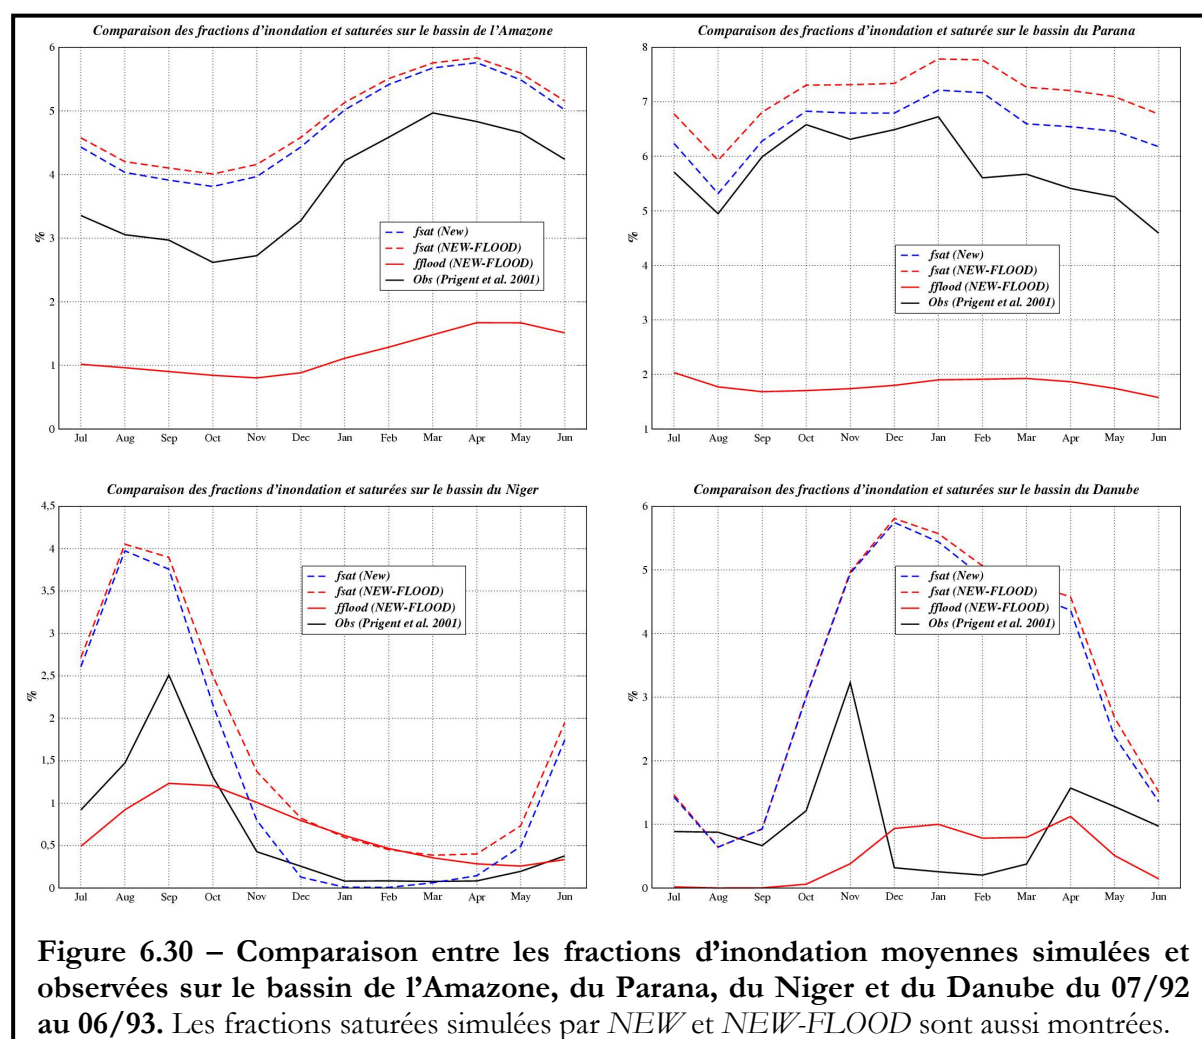 Comparaison des fractions d'inondation et saturées sur le bassin de l'Amazone
6
5
4
3
2
1
0
%
fsat (New)
fsat (NEW-FLOOD)
fflood (NEW-FLOOD)
Obs (Prigent et al. 2001)
Jul Aug Sep Oct Nov Dec Jan Feb Mar Apr May Jun
Comparaison des fractions d'inondation et saturée sur le bassin du Parana
8
7
6
5
4
3
2
1
%
fsat (New)
fsat (NEW-FLOOD)
fflood (NEW-FLOOD)
Obs (Prigent et al. 2001)
Jul Aug Sep Oct Nov Dec Jan Feb Mar Apr May Jun
Comparaison des fractions d'inondation et saturées sur le bassin du Niger
4,5
4
3,5
3
2,5
2
1,5
1
0,5
0
%
fsat (New)
fsat (NEW-FLOOD)
fflood (NEW-FLOOD)
Obs (Prigent et al. 2001)
Jul Aug Sep Oct Nov Dec Jan Feb Mar Apr May Jun
Comparaison des fractions d'inondation et saturées sur le bassin du Danube
6
5
4
3
2
1
0
%
fsat (New)
fsat (NEW-FLOOD)
fflood (NEW-FLOOD)
Obs (Prigent et al. 2001)
Jul Aug Sep Oct Nov Dec Jan Feb Mar Apr May Jun
Figure 6.30 – Comparaison entre les fractions d'inondation moyennes simulées et
observées sur le bassin de l'Amazone, du Parana, du Niger et du Danube du 07/92
au 06/93. Les fractions saturées simulées par NEW et NEW-FLOOD sont aussi montrées.